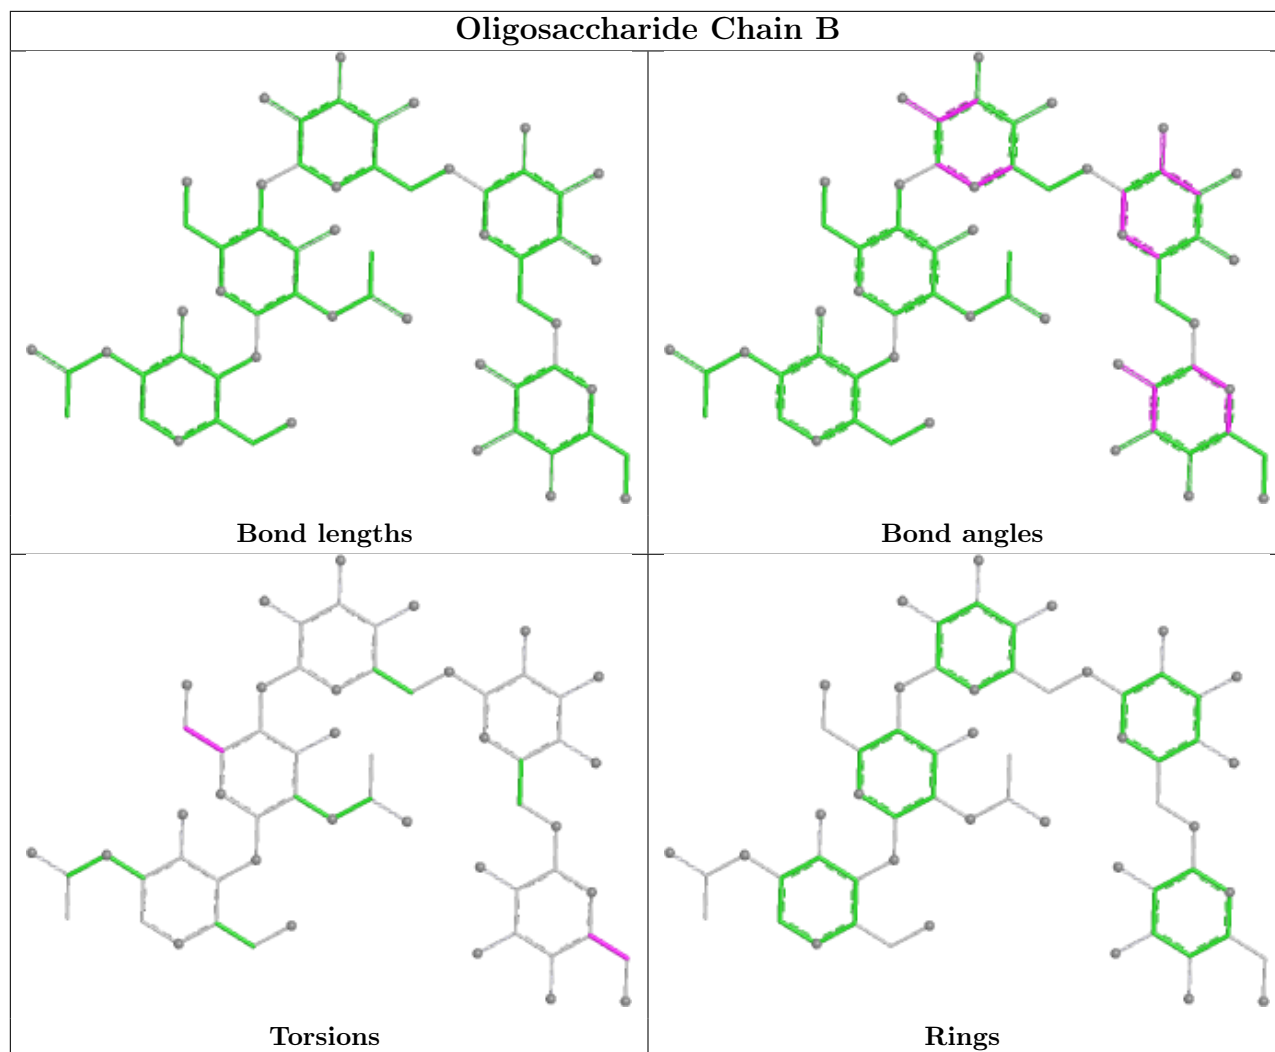 Oligosaccharide Chain B
Bond lengths
Bond angles
Torsions
Rings